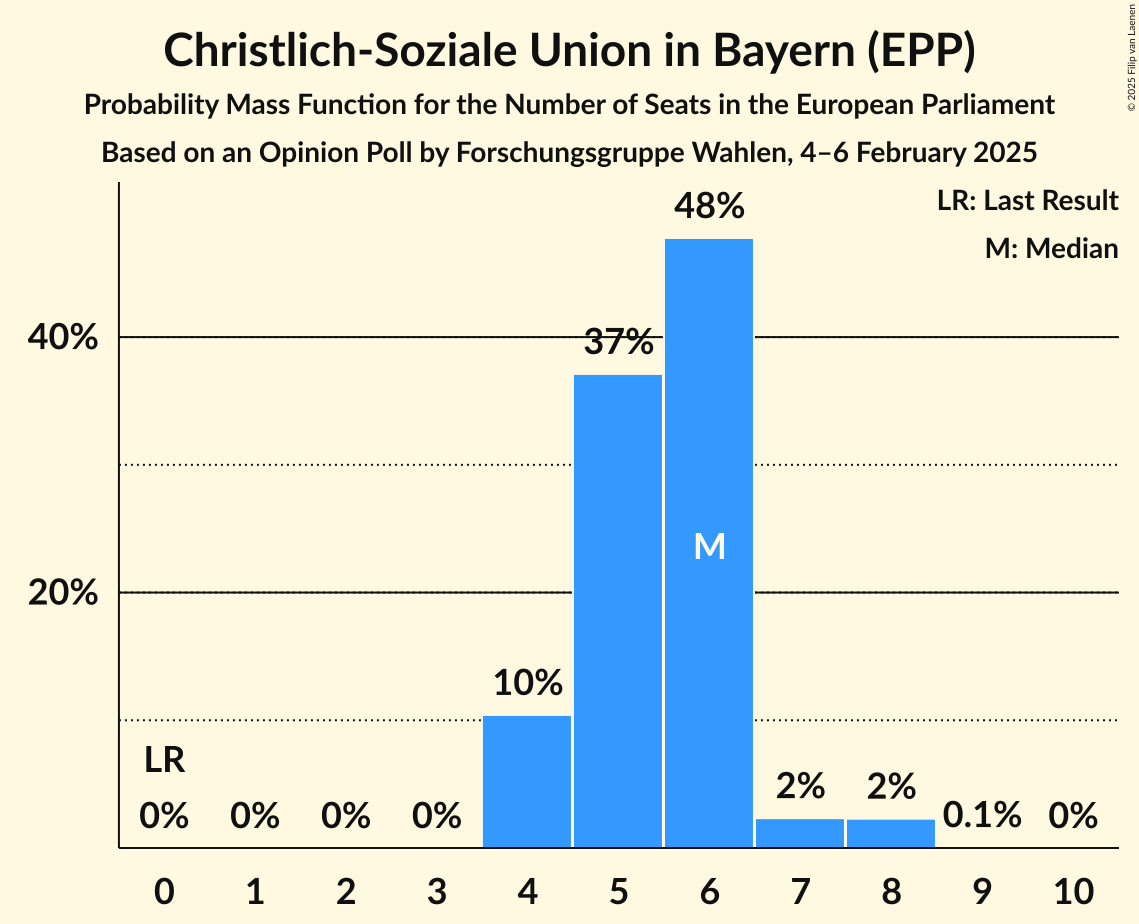 Christlich-Soziale Union in Bayern (EPP)
Probability Mass Function for the Number of Seats in the European Parliament
Based on an Opinion Poll by Forschungsgruppe Wahlen, 4–6 February 2025
© 2025 Filip van Laenen
LR: Last Result
M: Median
48%
40%
37%
M
20%
10%
LR
2%
2%
0%
0%
0%
0%
0.1%
0%
0 1 2 3 4 5 6 7 8 9 10